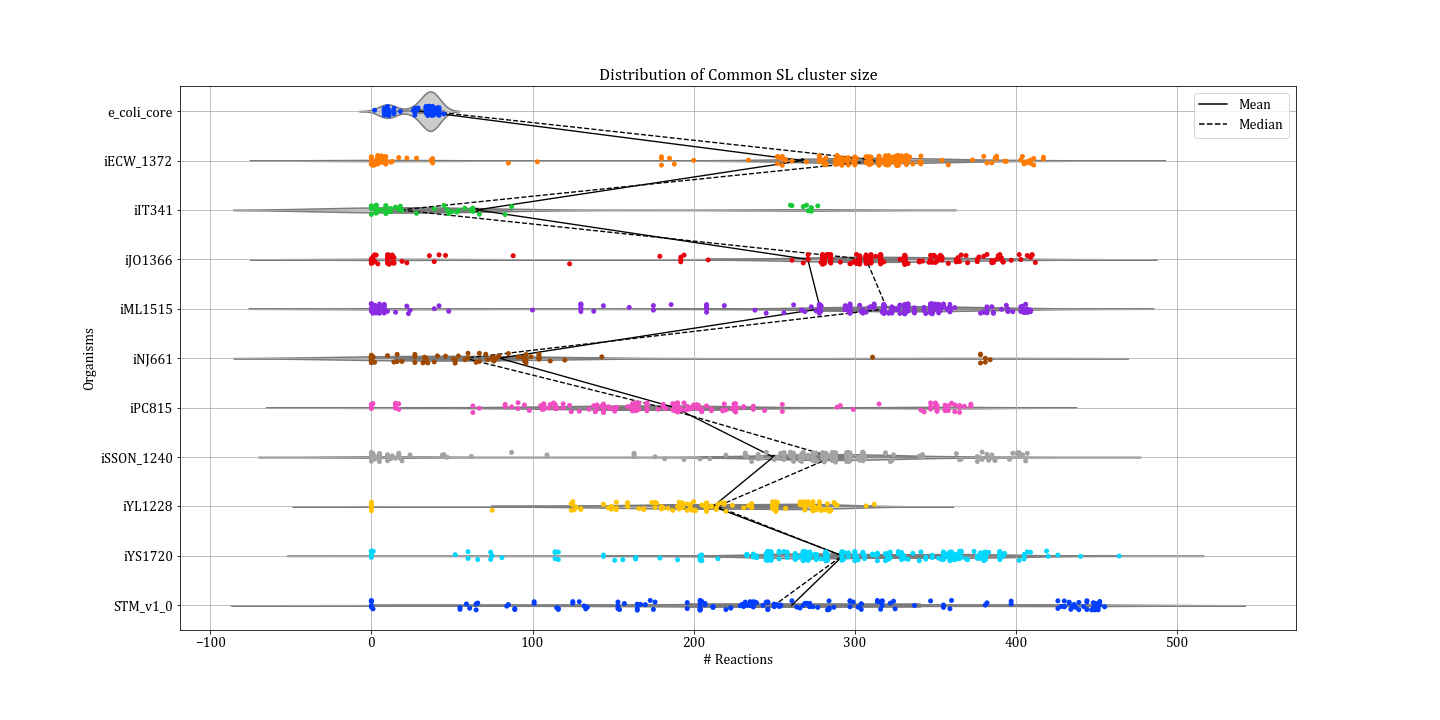 Distribution of Common SL cluster size
Mean
Median
Organisms
e_coli_core
iECW_1372
iIT341
iJO1366
iML1515
iNJ661
iPC815
iSSON_1240
iYL1228
iYS1720
STM_v1_0
−100 0 100 200 300 400 500
# Reactions